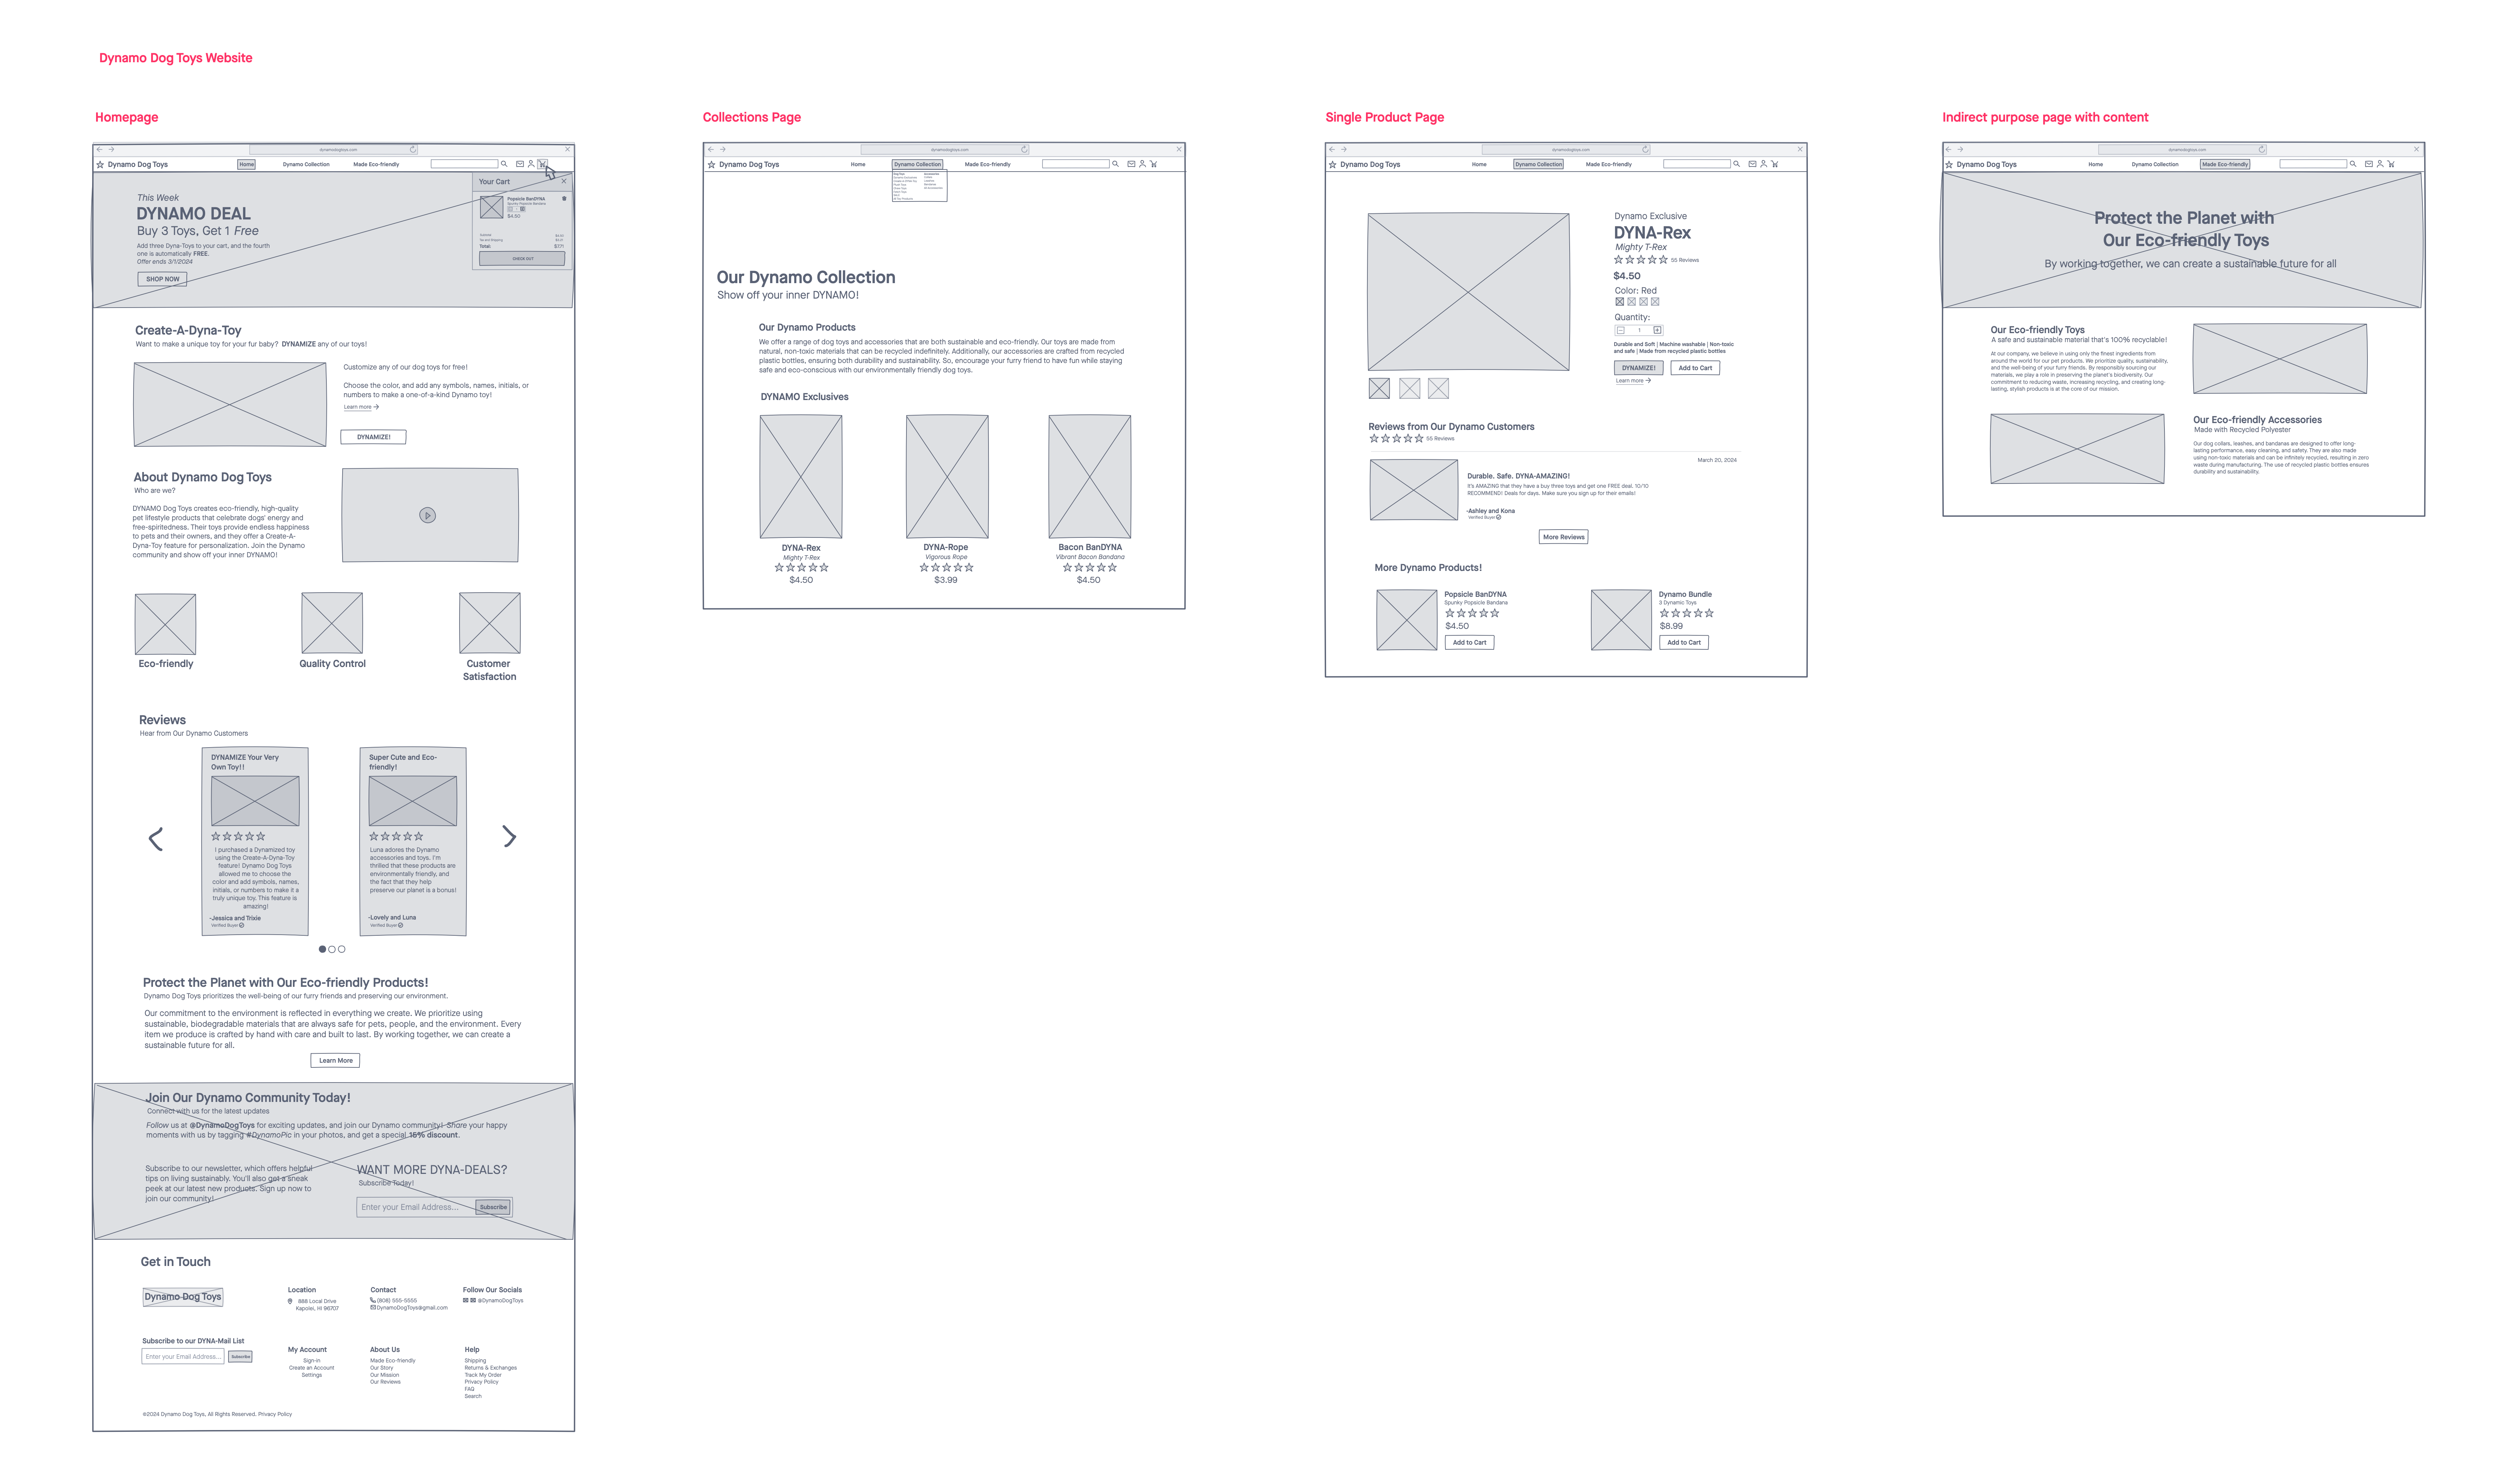 Dynamo Dog Toys Website
Homepage
dynamodogtoys.com
Dynamo Dog Toys
Home
Dynamo Collection
Made Eco-friendly
This Week
DYNAMO DEAL
Buy 3 Toys, Get 1 Free
Add three Dyna-Toys to your cart, and the fourth
one is automatically FREE.
Offer ends 3/1/2024
SHOP NOW
Your Cart
Popsicle BanDYNA
Spunky Popsicle Bandana
$4.50
Subtotal
Tax and Shipping
Total:
CHECK OUT
Create-A-Dyna-Toy
Want to make a unique toy for your fur baby? DYNAMIZE any of our toys!
Customize any of our dog toys for free!
Choose the color, and add any symbols, names, initials, or
numbers to make a one-of-a-kind Dynamo toy!
Learn more
DYNAMIZE!
About Dynamo Dog Toys
Who are we?
DYNAMO Dog Toys creates eco-friendly, high-quality
pet lifestyle products that celebrate dogs' energy and
free-spiritedness. Their toys provide endless happiness
to pets and their owners, and they offer a Create-A-
Dyna-Toy feature for personalization. Join the Dynamo
community and show off your inner DYNAMO!
Eco-friendly
Quality Control
Customer
Satisfaction
Reviews
Hear from Our Dynamo Customers
DYNAMIZE Your Very
Own Toy!!
I purchased a Dynamized toy
using the Create-A-Dyna-Toy
feature! Dynamo Dog Toys
allowed me to choose the
color and add symbols, names,
initials, or numbers to make it a
truly unique toy. This feature is
amazing!
-Jessica and Trixie
Verified Buyer
Super Cute and Eco-
friendly!
Luna adores the Dynamo
accessories and toys. I'm
thrilled that these products are
environmentally friendly, and
the fact that they help
preserve our planet is a bonus!
-Lovely and Luna
Verified Buyer
Protect the Planet with Our Eco-friendly Products!
Dynamo Dog Toys prioritizes the well-being of our furry friends and preserving our environment.
Our commitment to the environment is reflected in everything we create. We prioritize using
sustainable, biodegradable materials that are always safe for pets, people, and the environment. Every
item we produce is crafted by hand with care and built to last. By working together, we can create a
sustainable future for all.
Learn More
Join Our Dynamo Community Today!
Connect with us for the latest updates
Follow us at @DynamoDogToys for exciting updates, and join our Dynamo community! Share your happy
moments with us by tagging #DynamoPic in your photos, and get a special 15% discount.
Subscribe to our newsletter, which offers helpful
tips on living sustainably. You'll also get a sneak
peek at our latest new products. Sign up now to
join our community!
WANT MORE DYNA-DEALS?
Subscribe Today!
Enter your Email Address...
Subscribe
Get in Touch
Dynamo Dog Toys
Location
888 Local Drive
Kapolei, HI 96707
Contact
(808) 555-5555
DynamoDogToys@gmail.com
Follow Our Socials
@DynamoDogToys
Subscribe to our DYNA-Mail List
Enter your Email Address...
Subscribe
My Account
Sign-in
Create an Account
Settings
About Us
Made Eco-friendly
Our Story
Our Mission
Our Reviews
Help
Shipping
Returns & Exchanges
Track My Order
Privacy Policy
FAQ
Search
©2024 Dynamo Dog Toys, All Rights Reserved. Privacy Policy
Collections Page
dynamodogtoys.com
Dynamo Dog Toys
Home
Dynamo Collection
Made Eco-friendly
Dog Toys
Accessories
Our Dynamo Collection
Show off your inner DYNAMO!
Our Dynamo Products
We offer a range of dog toys and accessories that are both sustainable and eco-friendly. Our toys are made from
natural, non-toxic materials that can be recycled indefinitely. Additionally, our accessories are crafted from recycled
plastic bottles, ensuring both durability and sustainability. So, encourage your furry friend to have fun while staying
safe and eco-conscious with our environmentally friendly dog toys.
DYNAMO Exclusives
DYNA-Rex
Mighty T-Rex
$4.50
DYNA-Rope
Vigorous Rope
$3.99
Bacon BanDYNA
Vibrant Bacon Bandana
$4.50
Single Product Page
dynamodogtoys.com
Dynamo Dog Toys
Home
Dynamo Collection
Made Eco-friendly
Dynamo Exclusive
DYNA-Rex
Mighty T-Rex
55 Reviews
$4.50
Color: Red
Quantity:
1
Durable and Soft | Machine washable | Non-toxic
and safe | Made from recycled plastic bottles
DYNAMIZE!
Add to Cart
Learn more
Reviews from Our Dynamo Customers
55 Reviews
March 20, 2024
Durable. Safe. DYNA-AMAZING!
It's AMAZING that they have a buy three toys and get one FREE deal. 10/10
RECOMMEND! Deals for days. Make sure you sign up for their emails!
-Ashley and Kona
Verified Buyer
More Reviews
More Dynamo Products!
Popsicle BanDYNA
Spunky Popsicle Bandana
$4.50
Add to Cart
Dynamo Bundle
3 Dynamic Toys
$8.99
Add to Cart
Indirect purpose page with content
dynamodogtoys.com
Dynamo Dog Toys
Home
Dynamo Collection
Made Eco-friendly
Protect the Planet with
Our Eco-friendly Toys
By working together, we can create a sustainable future for all
Our Eco-friendly Toys
A safe and sustainable material that's 100% recyclable!
At our company, we believe in using only the finest ingredients from
around the world for our pet products. We prioritize quality, sustainability,
and the well-being of your furry friends. By responsibly sourcing our
materials, we play a role in preserving the planet's biodiversity. Our
commitment to reducing waste, increasing recycling, and creating long-
lasting, stylish products is at the core of our mission.
Our Eco-friendly Accessories
Made with Recycled Polyester
Our dog collars, leashes, and bandanas are designed to offer long-
lasting performance, easy cleaning, and safety. They are also made
using non-toxic materials and can be infinitely recycled, resulting in zero
waste during manufacturing. The use of recycled plastic bottles ensures
durability and sustainability.